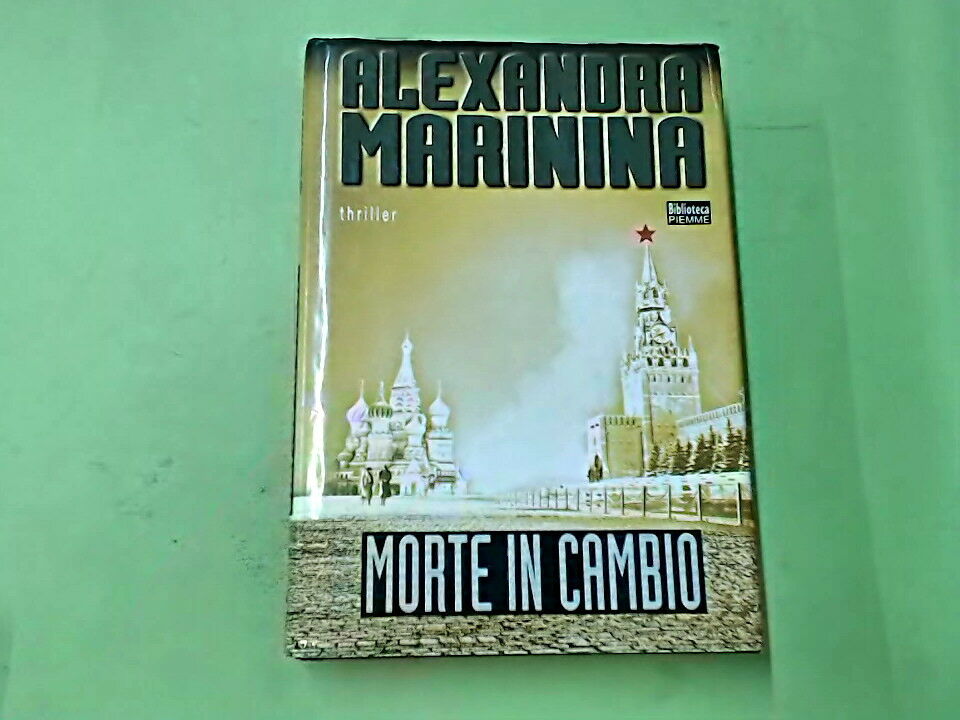 ALEXANDRA
MARININA
thriller
Biblioteca
PIEMME
MORTE IN CAMBIO